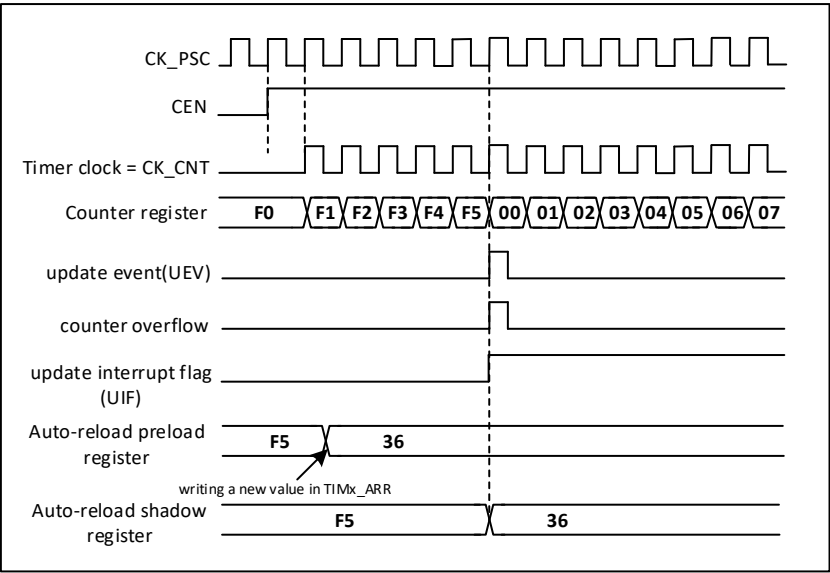 CK_PSC
CEN
Timer clock = CK_CNT
Counter register F0 F1 F2 F3 F4 F5 00 01 02 03 04 05 06 07
update event(UEV)
counter overflow
update interrupt flag
(UIF)
Auto-reload preload
register
F5 36
writing a new value in TIMx_ARR
Auto-reload shadow
register
F5 36